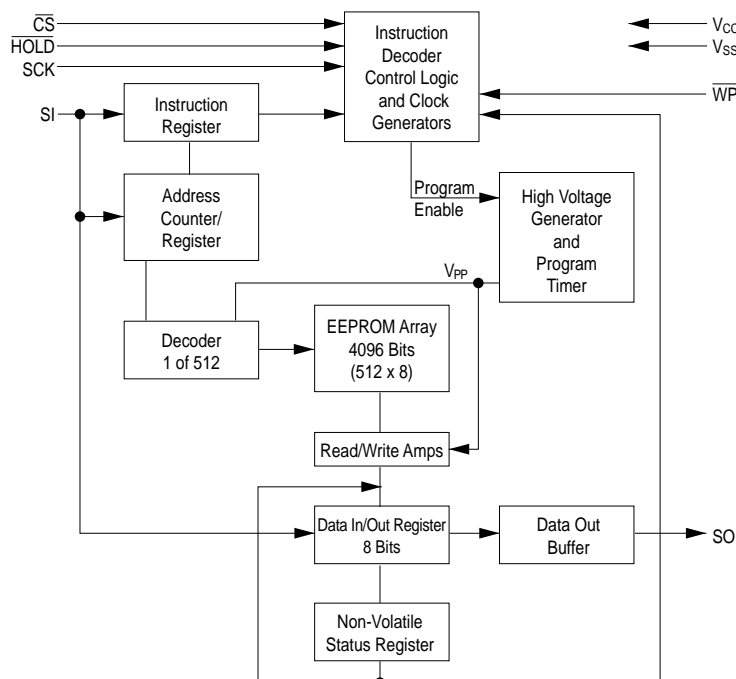 CS
HOLD
SCK
SI
Instruction
Decoder
Control Logic
and Clock
Generators
VCC
VSS
WP
Instruction
Register
Address
Counter/
Register
Program
Enable
High Voltage
Generator
and
Program
Timer
VPP
Decoder
1 of 512
EEPROM Array
4096 Bits
(512 x 8)
Read/Write Amps
Data In/Out Register
8 Bits
Data Out
Buffer
SO
Non-Volatile
Status Register